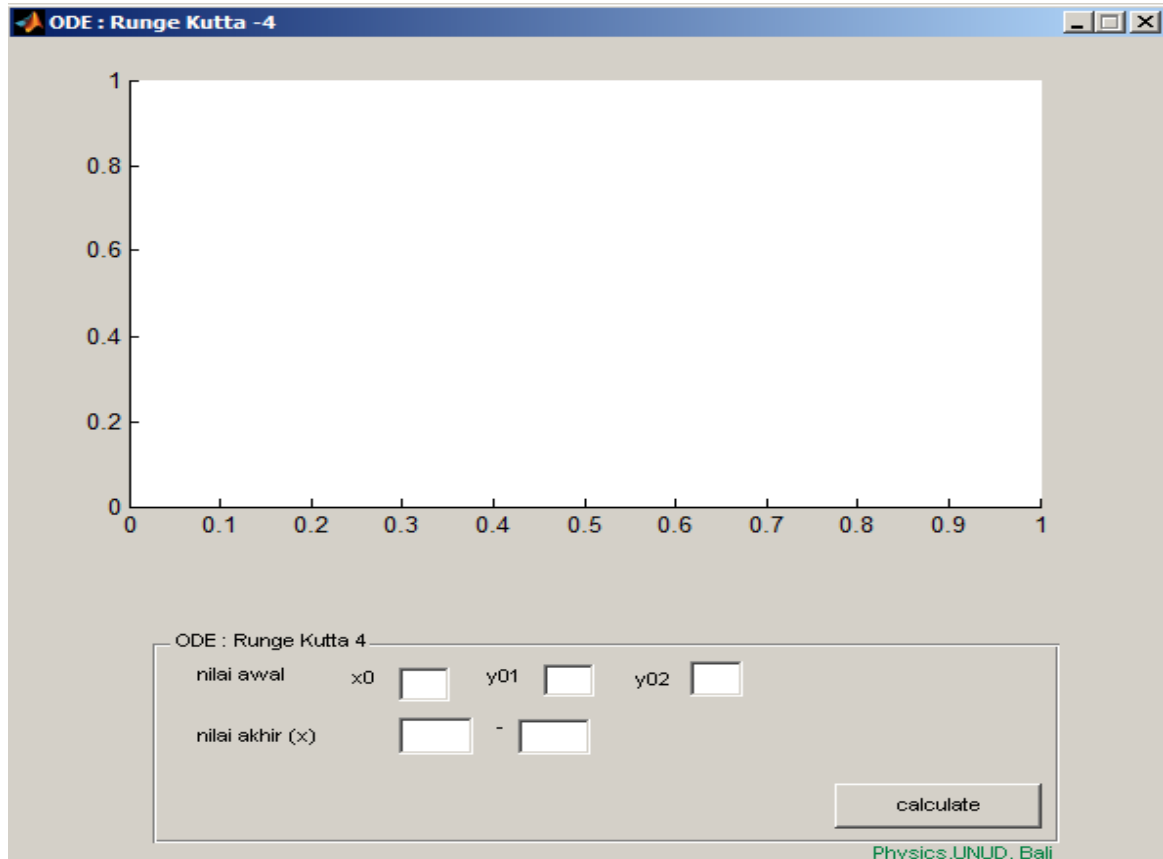 ODE : Runge Kutta -4
1
0.8
0.6
0.4
0.2
0
0 0.1 0.2 0.3 0.4 0.5 0.6 0.7 0.8 0.9 1
ODE : Runge Kutta 4
nilai awal x0 y01 y02
nilai akhir (x) -
calculate
Physics,UNUD, Bali